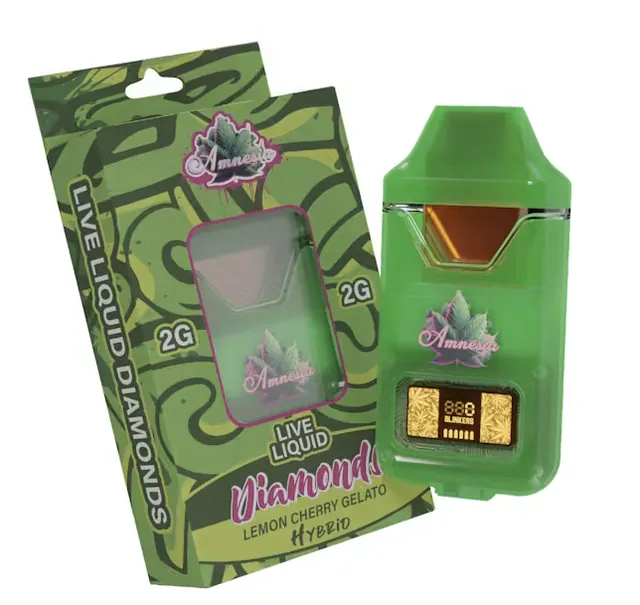 Amnesia
LIVE LIQUID DIAMONDS
2G
2G
Amnesia
LIVE
LIQUID
Diamonds
LEMON CHERRY GELATO
HYBRID
Amnesia
888
BLINKERS